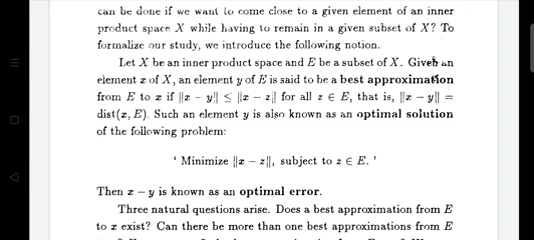 can be done if we want to come close to a given element of an inner
product space X while having to remain in a given subset of X? To
formalize our study, we introduce the following notion.
Let X be an inner product space and E be a subset of X. Given an
element x of X, an element y of E is said to be a best approximation
from E to x if ||x − y|| ≤ ||x − z|| for all z ∈ E, that is, ||x − y|| =
dist(x, E). Such an element y is also known as an optimal solution
of the following problem:
‘ Minimize ||x − z||, subject to z ∈ E. ’
Then x − y is known as an optimal error.
Three natural questions arise. Does a best approximation from E
to x exist? Can there be more than one best approximations from E